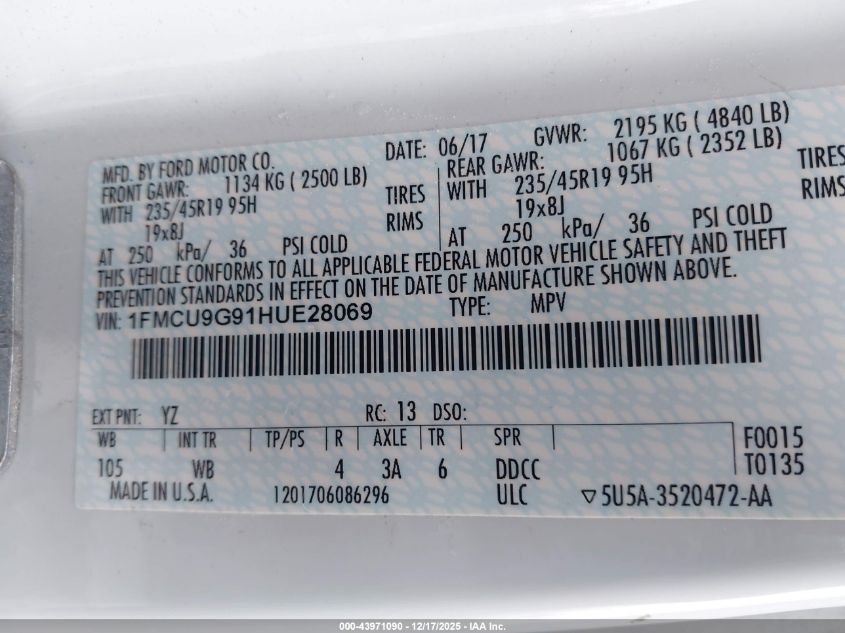 MFD. BY FORD MOTOR CO. DATE: 06/17 GVWR: 2195 KG ( 4840 LB)
FRONT GAWR: 1134 KG ( 2500 LB) REAR GAWR: 1067 KG ( 2352 LB)
WITH 235/45R19 95H TIRES WITH 235/45R19 95H TIRES
19x8J RIMS 19x8J RIMS
AT 250 kPa/ 36 PSI COLD AT 250 kPa/ 36 PSI COLD
THIS VEHICLE CONFORMS TO ALL APPLICABLE FEDERAL MOTOR VEHICLE SAFETY AND THEFT
PREVENTION STANDARDS IN EFFECT ON THE DATE OF MANUFACTURE SHOWN ABOVE.
VIN: 1FMCU9G91HUE28069 TYPE: MPV
EXT PNT: YZ RC: 13 DSO:
WB INT TR TP/PS R AXLE TR SPR F0015
105 WB 4 3A 6 DDCC T0135
MADE IN U.S.A. 1201706086296 ULC ▽5U5A-3520472-AA
000-43971090 - 12/17/2025 - IAA Inc.